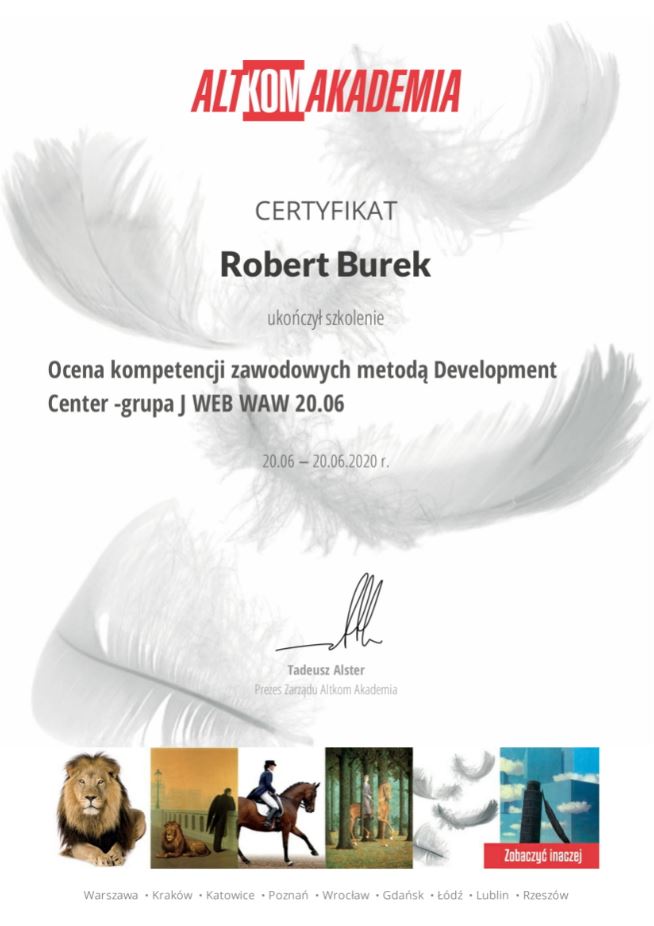 ALTKOM AKADEMIA
CERTYFIKAT
Robert Burek
ukończył szkolenie
Ocena kompetencji zawodowych metodą Development
Center -grupa J WEB WAW 20.06
20.06 – 20.06.2020 r.
Tadeusz Alster
Prezes Zarządu Altkom Akademia
Zobaczyć inaczej
Warszawa • Kraków • Katowice • Poznań • Wrocław • Gdańsk • Łódź • Lublin • Rzeszów